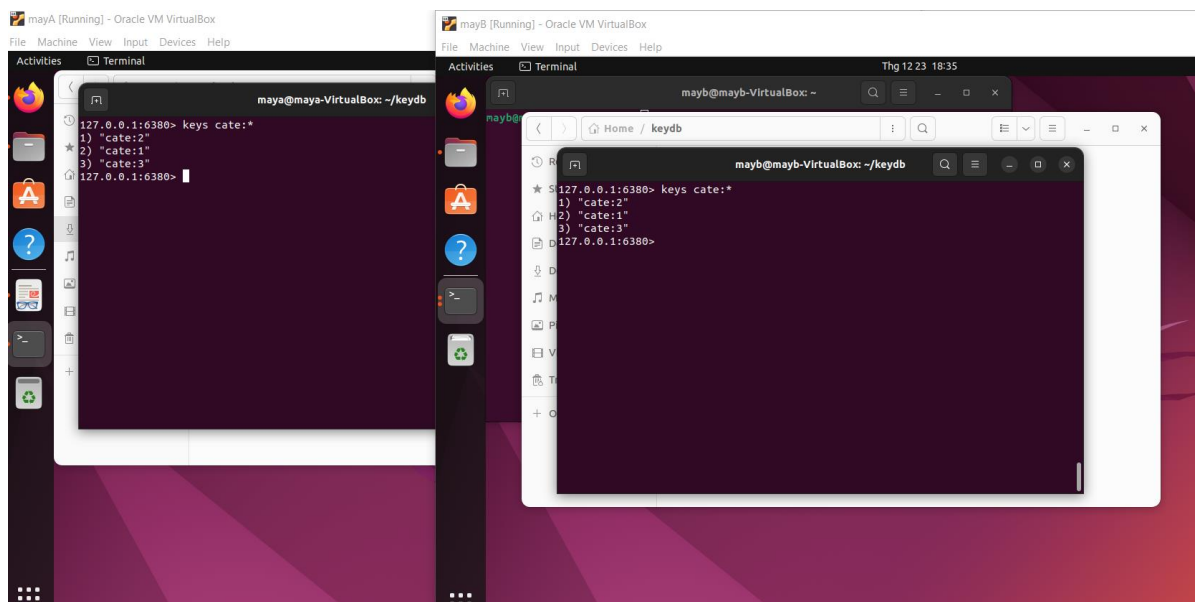 mayA [Running] - Oracle VM VirtualBox
File Machine View Input Devices Help
Activities Terminal
maya@maya-VirtualBox: ~/keydb
127.0.0.1:6380> keys cate:*
1) "cate:2"
2) "cate:1"
3) "cate:3"
127.0.0.1:6380>
mayB [Running] - Oracle VM VirtualBox
File Machine View Input Devices Help
Activities Terminal Thg 12 23 18:35
mayb@mayb-VirtualBox: ~
Home / keydb
mayb@mayb-VirtualBox: ~/keydb
127.0.0.1:6380> keys cate:*
1) "cate:2"
2) "cate:1"
3) "cate:3"
127.0.0.1:6380>